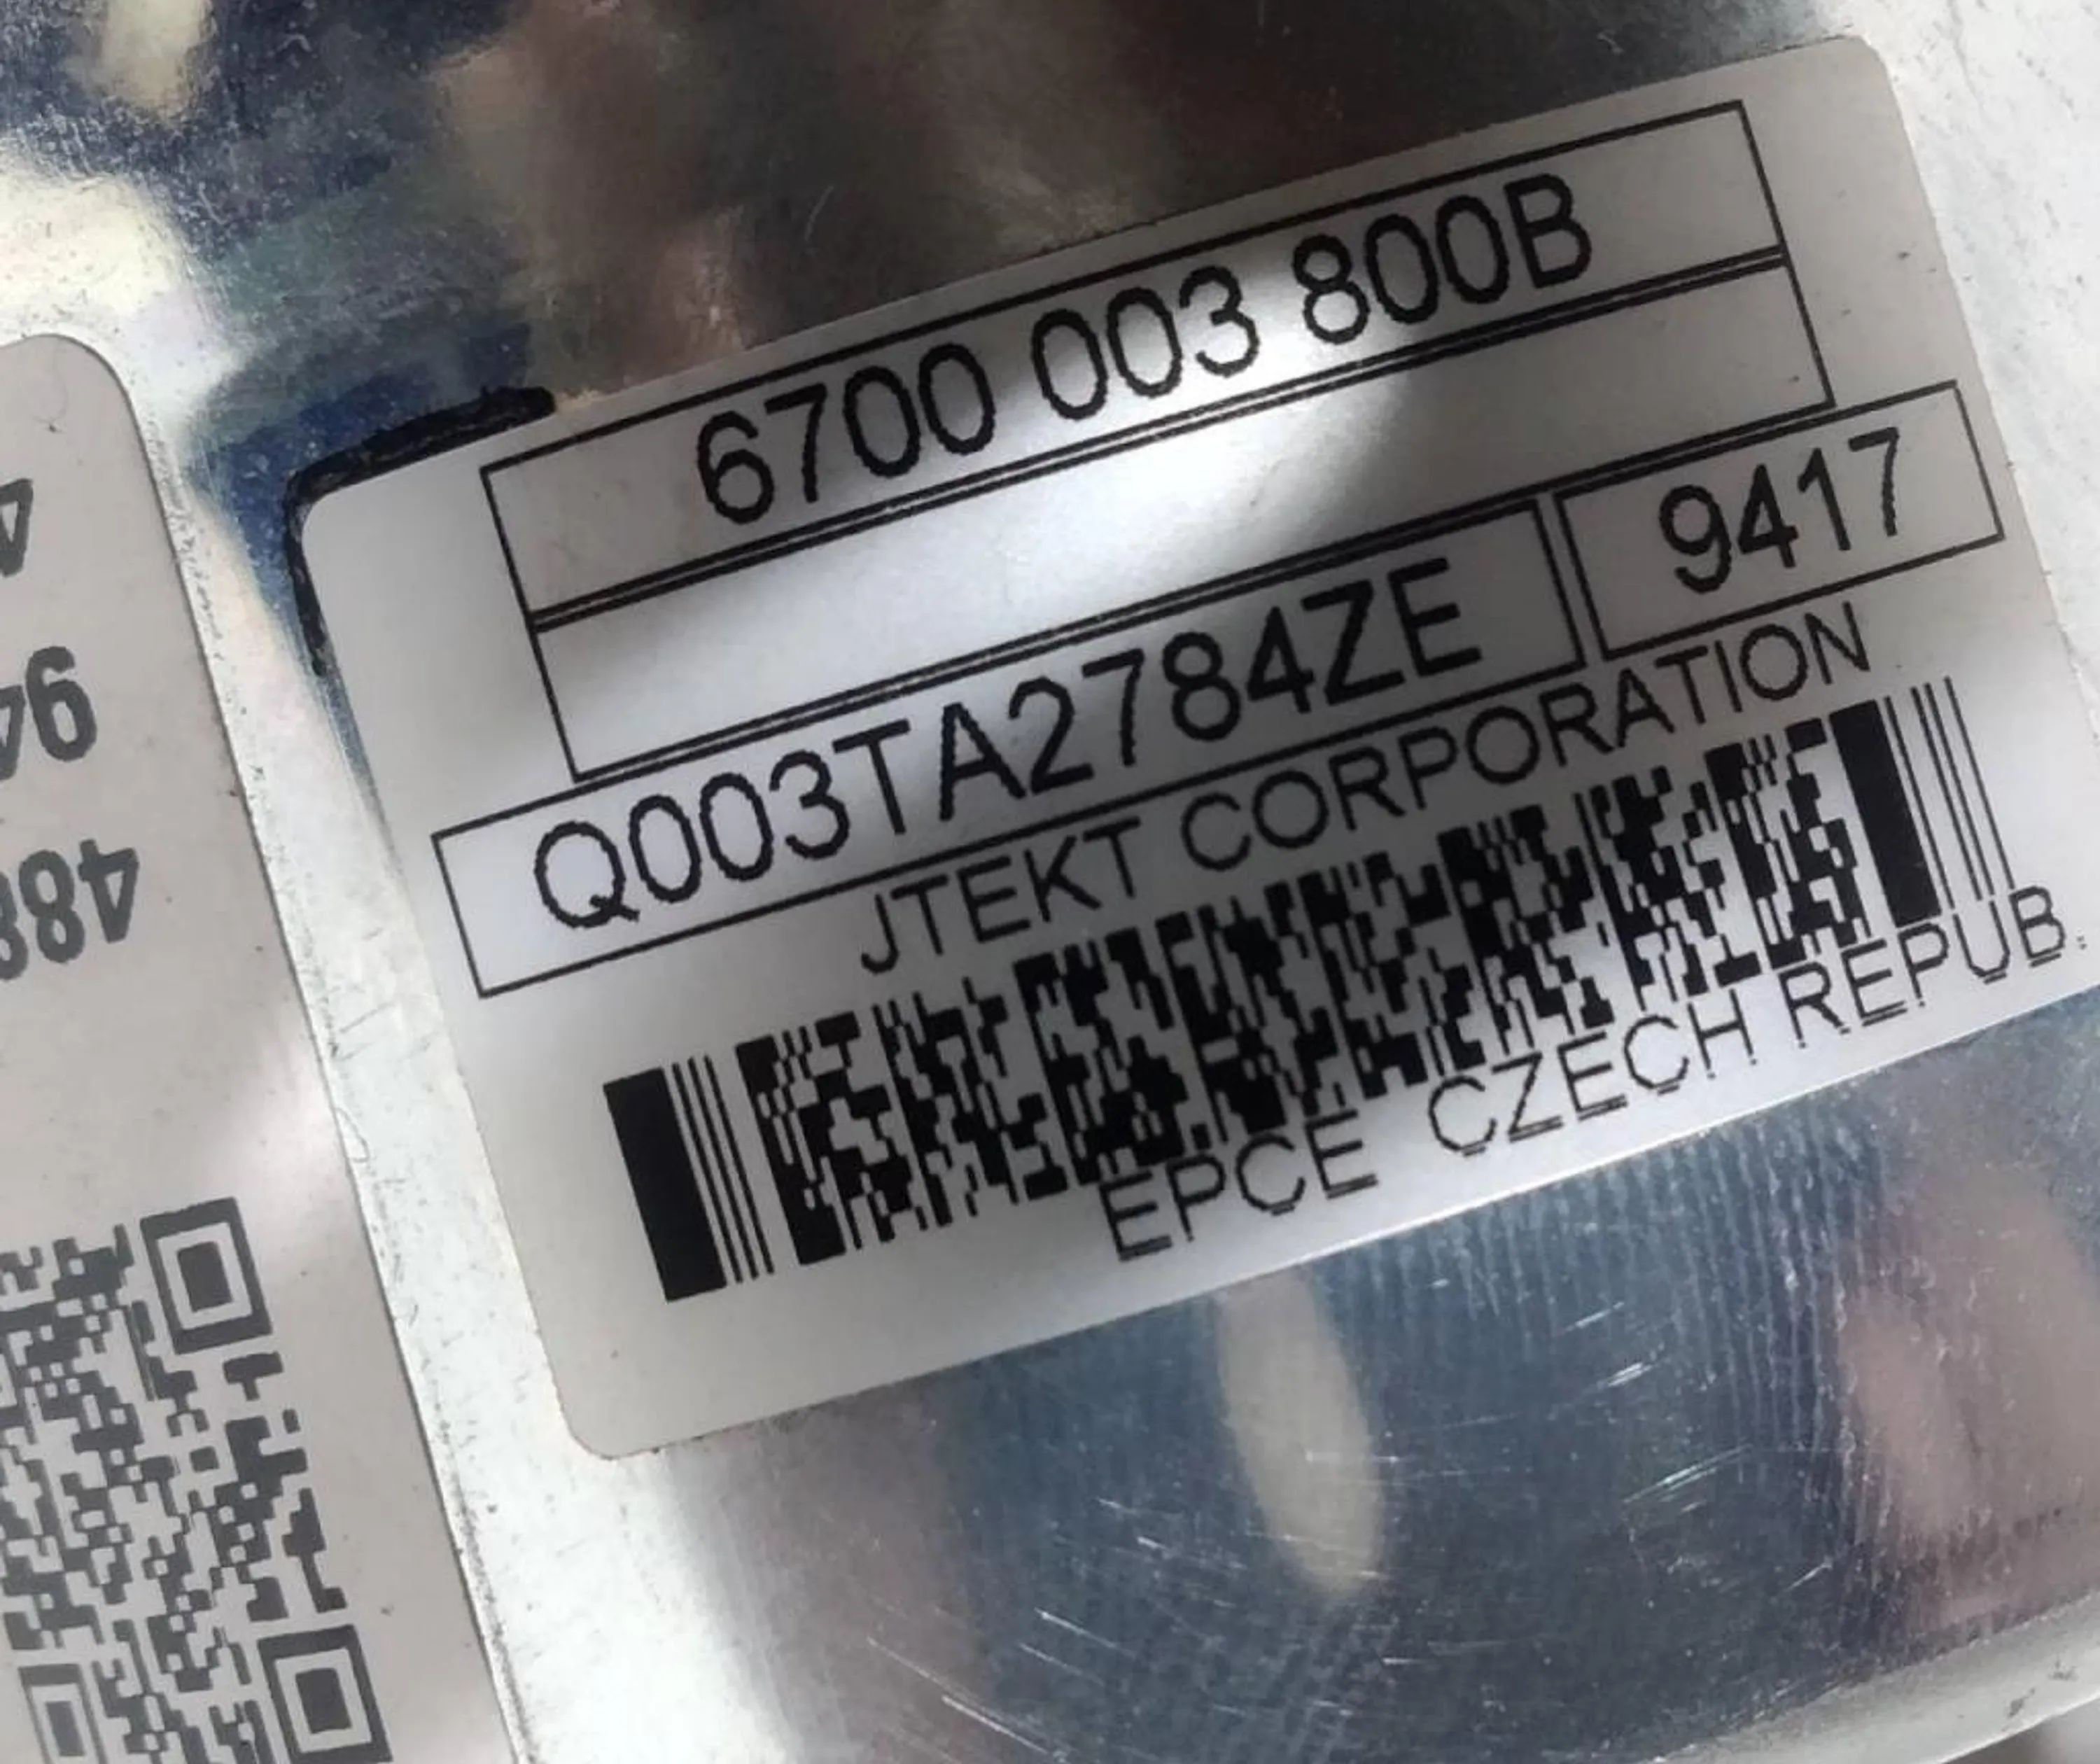 6700 003 800B
Q003TA2784ZE 9417
JTEKT CORPORATION
EPCE CZECH REPUB.